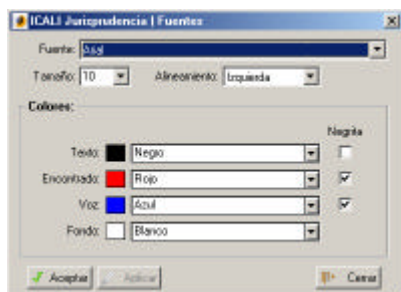 ICALI Jurisprudencia | Fuentes
Fuente: Arial
Tamaño: 10 Alineamiento: Izquierda
Colores:
Negrita
Texto: Negro
Encontrado: Rojo
Voz: Azul
Fondo: Blanco
Aceptar Aplicar Cerrar